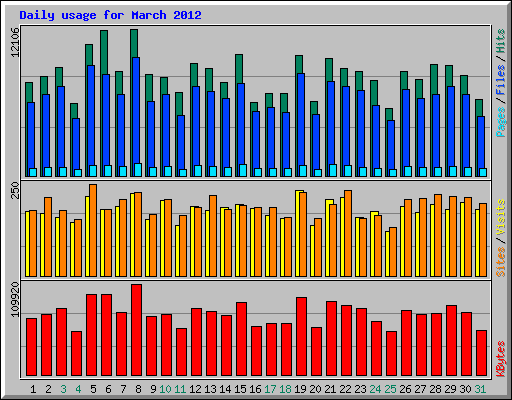 Daily usage for March 2012
12106
Pages / Files / Hits
250
Sites / Visits
109920
KBytes
1 2 3 4 5 6 7 8 9 10 11 12 13 14 15 16 17 18 19 20 21 22 23 24 25 26 27 28 29 30 31